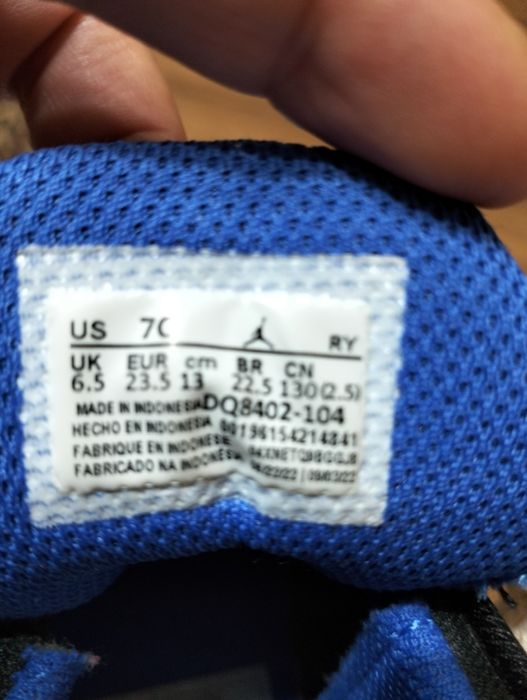 US 7C RY
UK EUR cm BR CN
6.5 23.5 13 22.5 130(2.5)
MADE IN INDONESIA DQ8402-104
HECHO EN INDONESIA 00196154214841
FABRIQUE EN INDONESIE
FABRICADO NA INDONESIA